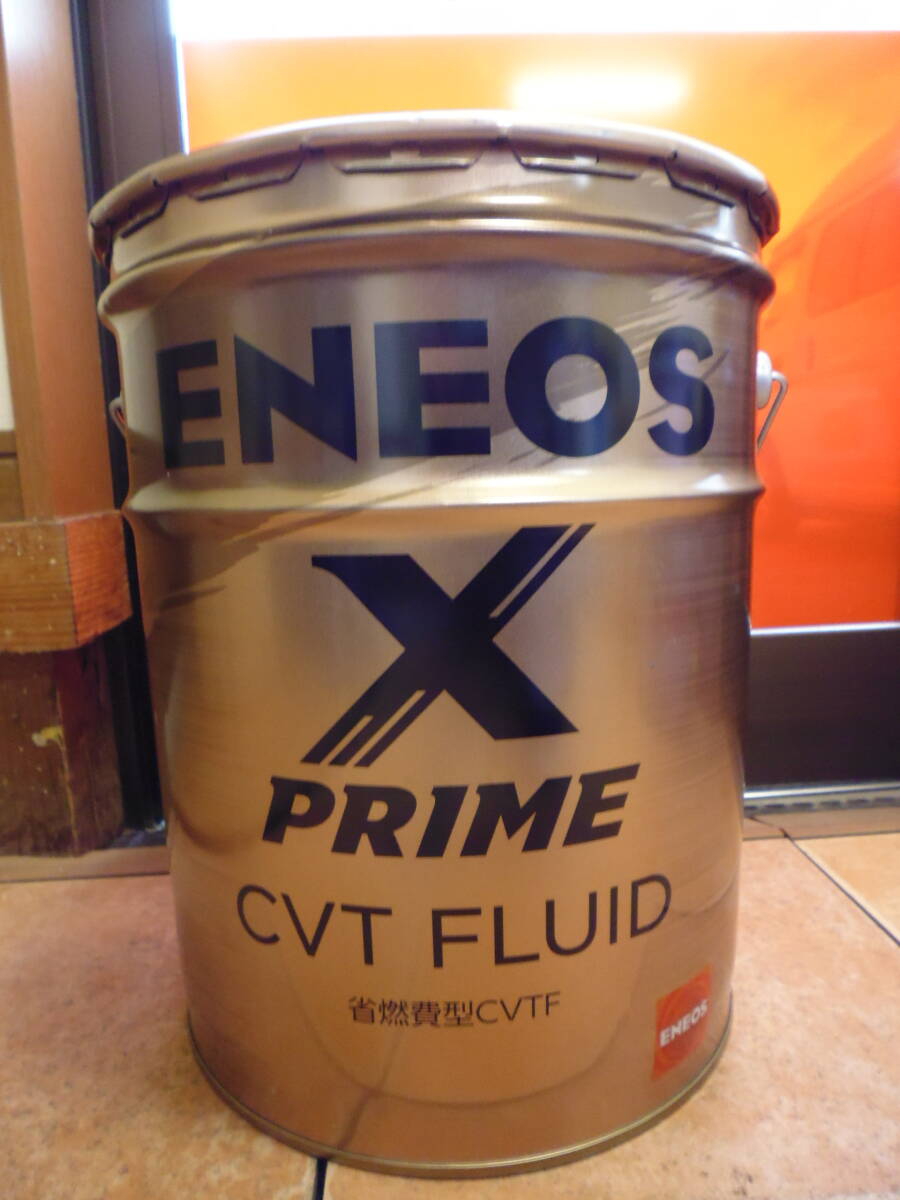 ENEOS
X
PRIME
CVT FLUID
省燃費型CVTF
ENEOS